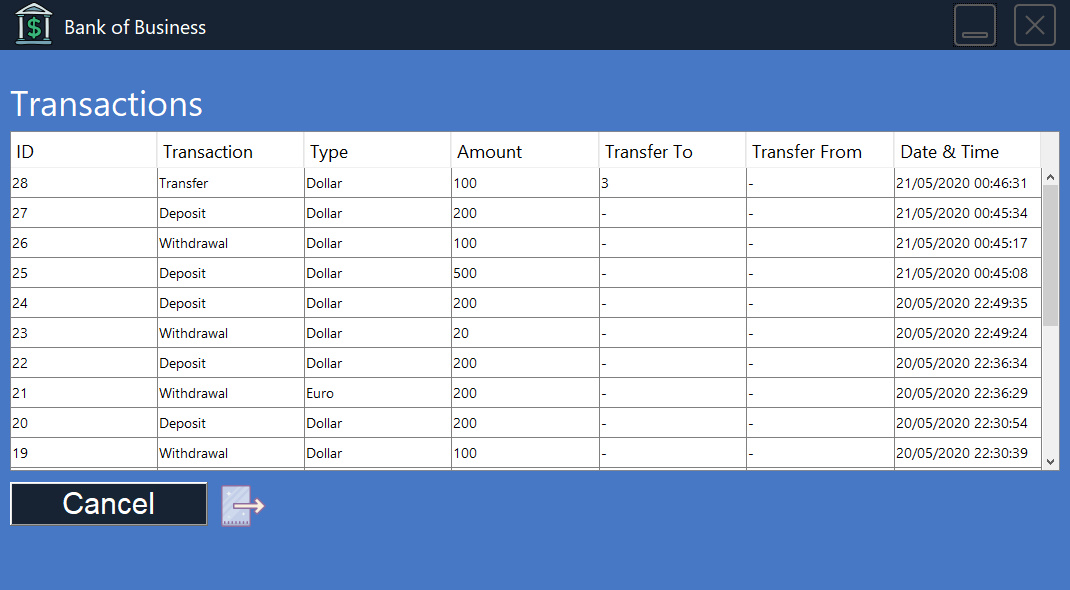 Bank of Business
Transactions
ID Transaction Type Amount Transfer To Transfer From Date & Time
28 Transfer Dollar 100 3 - 21/05/2020 00:46:31
27 Deposit Dollar 200 - - 21/05/2020 00:45:34
26 Withdrawal Dollar 100 - - 21/05/2020 00:45:17
25 Deposit Dollar 500 - - 21/05/2020 00:45:08
24 Deposit Dollar 200 - - 20/05/2020 22:49:35
23 Withdrawal Dollar 20 - - 20/05/2020 22:49:24
22 Deposit Dollar 200 - - 20/05/2020 22:36:34
21 Withdrawal Euro 200 - - 20/05/2020 22:36:29
20 Deposit Dollar 200 - - 20/05/2020 22:30:54
19 Withdrawal Dollar 100 - - 20/05/2020 22:30:39
Cancel